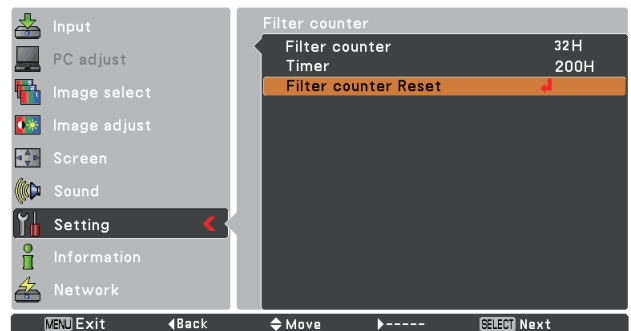 Input
PC adjust
Image select
Image adjust
Screen
Sound
Setting
Information
Network
Filter counter
Filter counter 32H
Timer 200H
Filter counter Reset
MENU Exit Back Move ----- SELECT Next